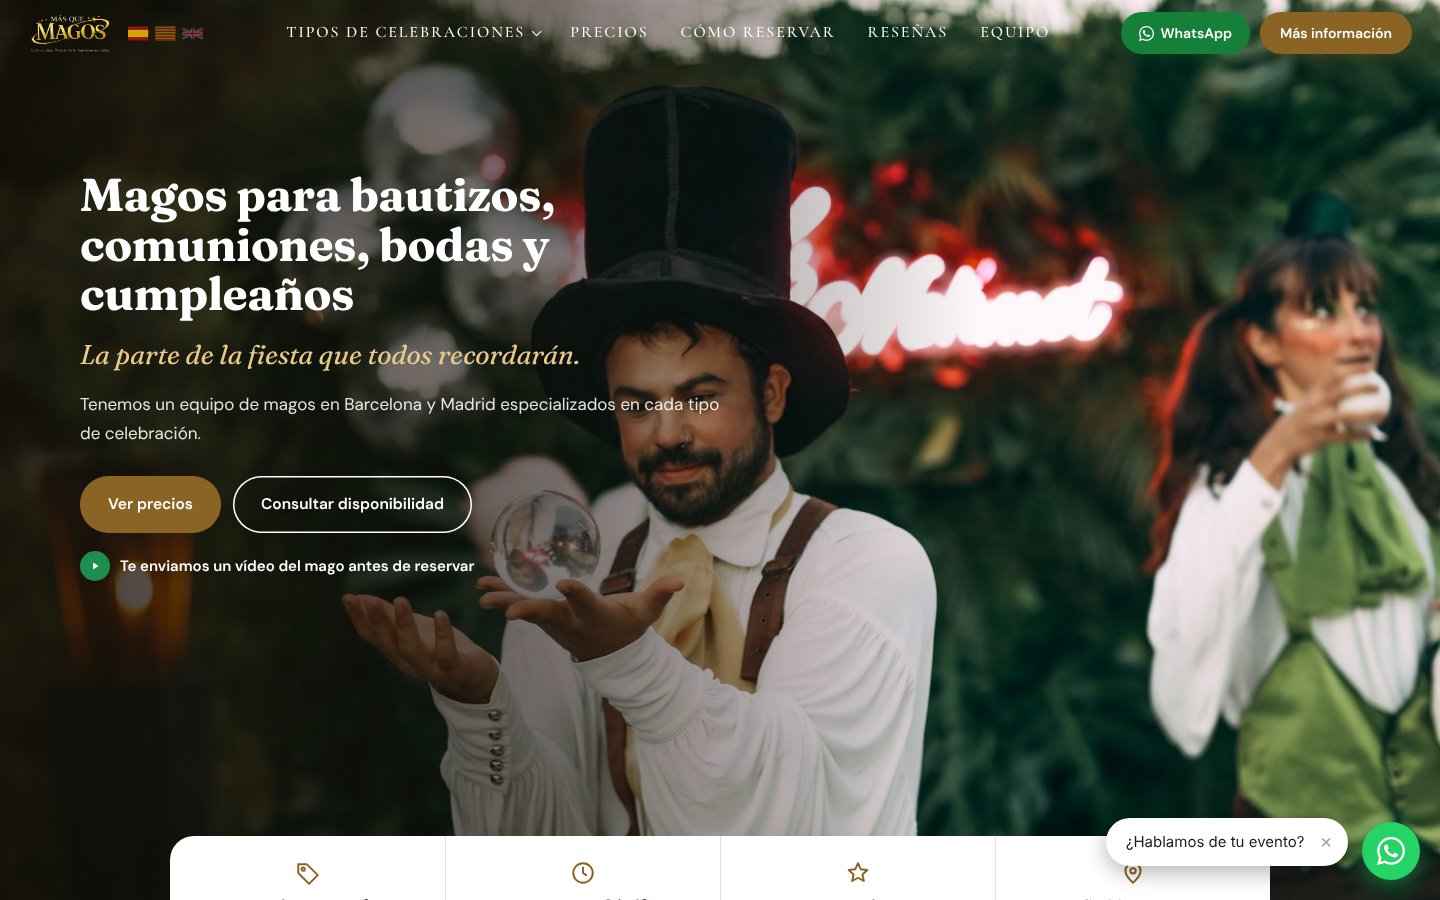 MÁS QUE
MAGOS
TIPOS DE CELEBRACIONES
PRECIOS
CÓMO RESERVAR
RESEÑAS
EQUIPO
WhatsApp
Más información
Magos para bautizos,
comuniones, bodas y
cumpleaños
La parte de la fiesta que todos recordarán.
Tenemos un equipo de magos en Barcelona y Madrid especializados en cada tipo
de celebración.
Ver precios
Consultar disponibilidad
Te enviamos un vídeo del mago antes de reservar
¿Hablamos de tu evento?